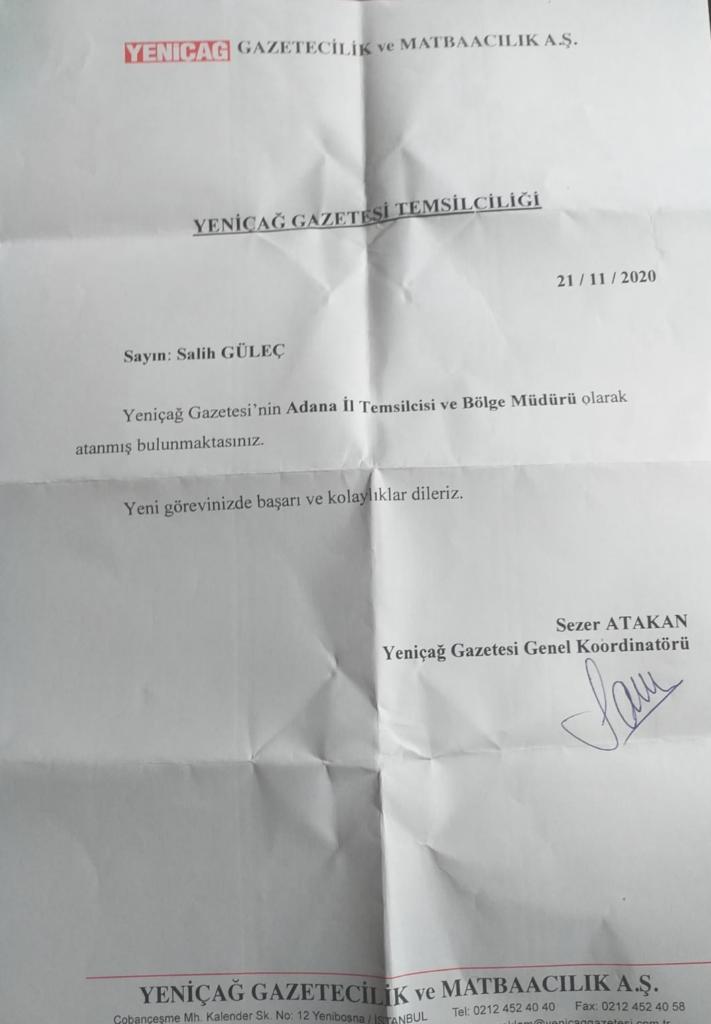 YENİÇAĞ GAZETECİLİK ve MATBAACILIK A.Ş.
YENİÇAĞ GAZETESİ TEMSİLCİLİĞİ
21 / 11 / 2020
Sayın: Salih GÜLEÇ
Yeniçağ Gazetesi'nin Adana İl Temsilcisi ve Bölge Müdürü olarak
atanmış bulunmaktasınız.
Yeni görevinizde başarı ve kolaylıklar dileriz.
Sezer ATAKAN
Yeniçağ Gazetesi Genel Koordinatörü
YENİÇAĞ GAZETECİLİK ve MATBAACILIK A.Ş.
Çobançeşme Mh. Kalender Sk. No: 12 Yenibosna / İSTANBUL Tel: 0212 452 40 40 Fax: 0212 452 40 58